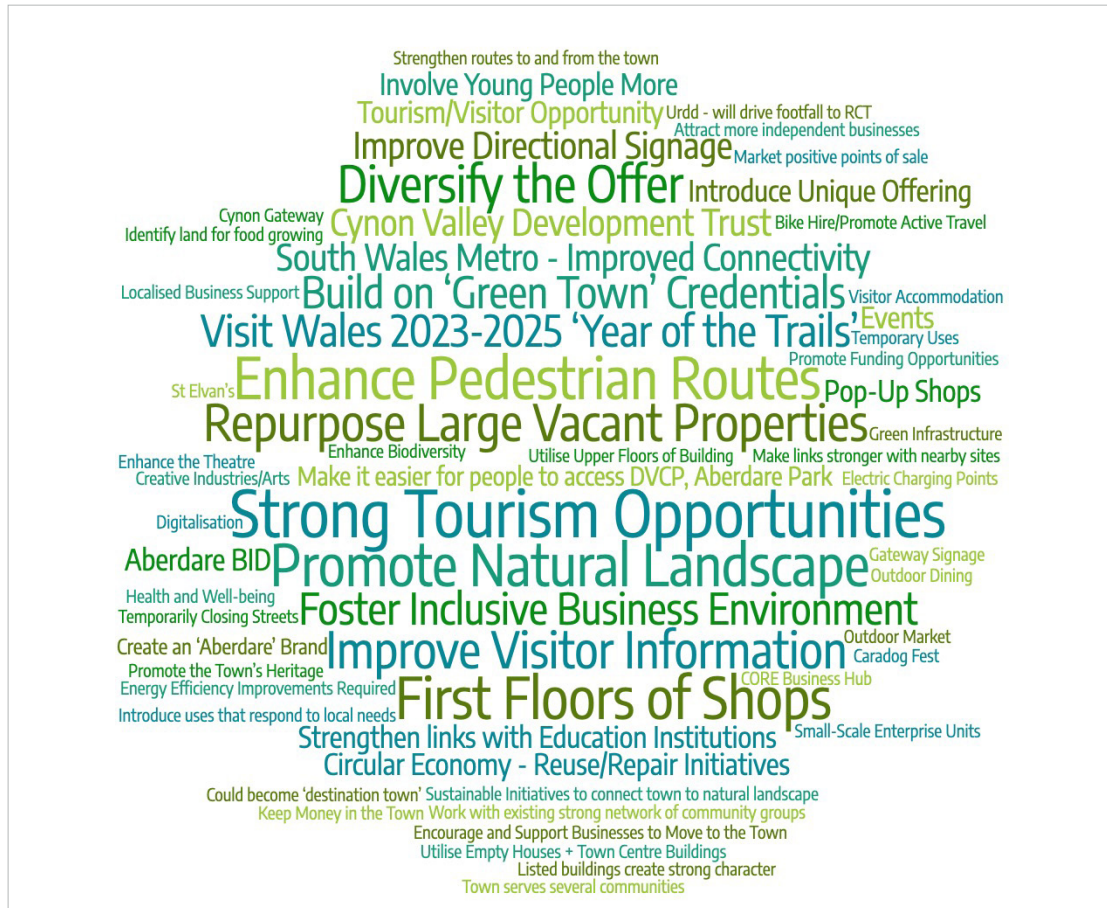 Strengthen routes to and from the town
Involve Young People More
Tourism/Visitor Opportunity
Urdd - will drive footfall to RCT
Attract more independent businesses
Improve Directional Signage
Market positive points of sale
Diversify the Offer
Introduce Unique Offering
Cynon Gateway
Cynon Valley Development Trust
Bike Hire/Promote Active Travel
Identify land for food growing
South Wales Metro - Improved Connectivity
Localised Business Support
Build on ‘Green Town’ Credentials
Visitor Accommodation
Visit Wales 2023-2025 ‘Year of the Trails’
Events
Temporary Uses
Promote Funding Opportunities
St Elvan's
Enhance Pedestrian Routes
Pop-Up Shops
Repurpose Large Vacant Properties
Green Infrastructure
Enhance Biodiversity
Utilise Upper Floors of Building
Make links stronger with nearby sites
Enhance the Theatre
Creative Industries/Arts
Make it easier for people to access DVCP, Aberdare Park
Electric Charging Points
Digitalisation
Strong Tourism Opportunities
Aberdare BID
Promote Natural Landscape
Gateway Signage
Outdoor Dining
Health and Well-being
Temporarily Closing Streets
Foster Inclusive Business Environment
Create an ‘Aberdare’ Brand
Improve Visitor Information
Outdoor Market
Caradog Fest
Promote the Town's Heritage
CORE Business Hub
Energy Efficiency Improvements Required
First Floors of Shops
Introduce uses that respond to local needs
Small-Scale Enterprise Units
Strengthen links with Education Institutions
Circular Economy - Reuse/Repair Initiatives
Could become ‘destination town’
Sustainable Initiatives to connect town to natural landscape
Keep Money in the Town
Work with existing strong network of community groups
Encourage and Support Businesses to Move to the Town
Utilise Empty Houses + Town Centre Buildings
Listed buildings create strong character
Town serves several communities